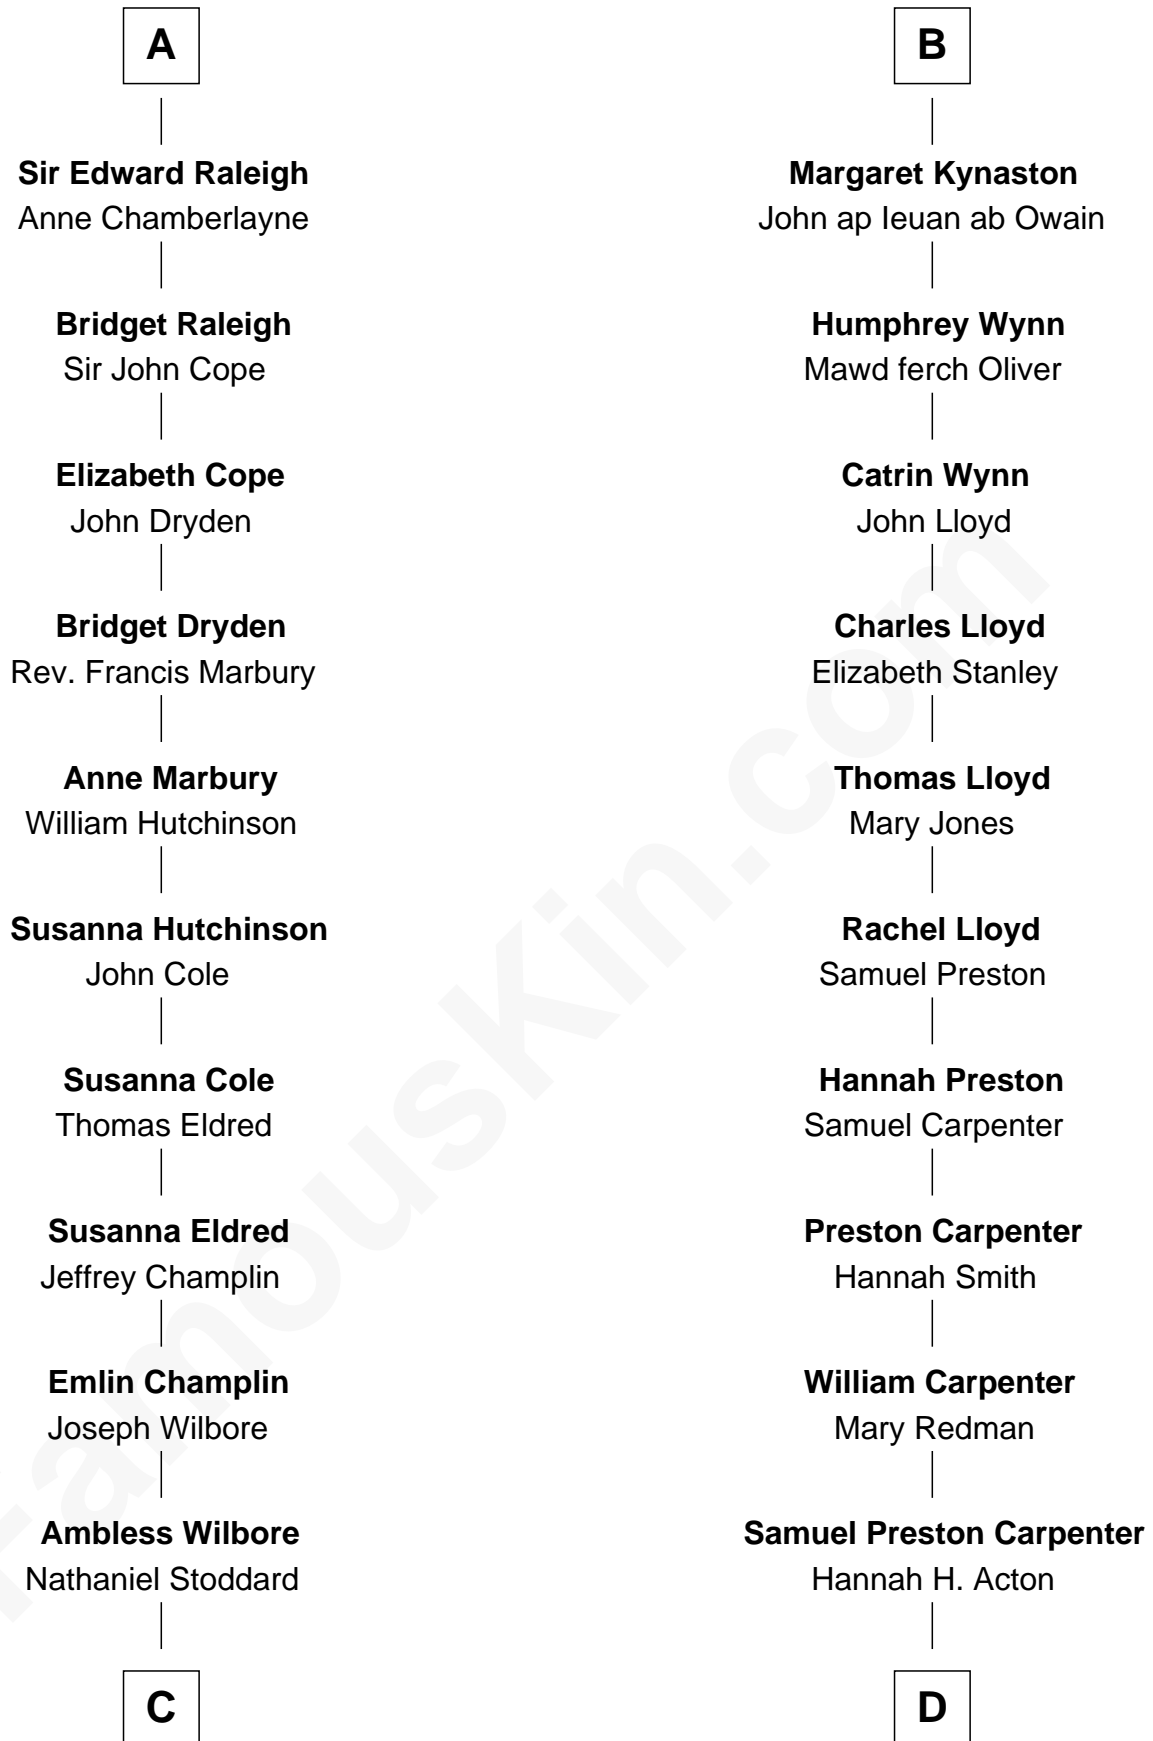 A
Sir Edward Raleigh
Anne Chamberlayne
Bridget Raleigh
Sir John Cope
Elizabeth Cope
John Dryden
Bridget Dryden
Rev. Francis Marbury
Anne Marbury
William Hutchinson
Susanna Hutchinson
John Cole
Susanna Cole
Thomas Eldred
Susanna Eldred
Jeffrey Champlin
Emlin Champlin
Joseph Wilbore
Ambless Wilbore
Nathaniel Stoddard
C
B
Margaret Kynaston
John ap Ieuan ab Owain
Humphrey Wynn
Mawd ferch Oliver
Catrin Wynn
John Lloyd
Charles Lloyd
Elizabeth Stanley
Thomas Lloyd
Mary Jones
Rachel Lloyd
Samuel Preston
Hannah Preston
Samuel Carpenter
Preston Carpenter
Hannah Smith
William Carpenter
Mary Redman
Samuel Preston Carpenter
Hannah H. Acton
D
FamousKin.com